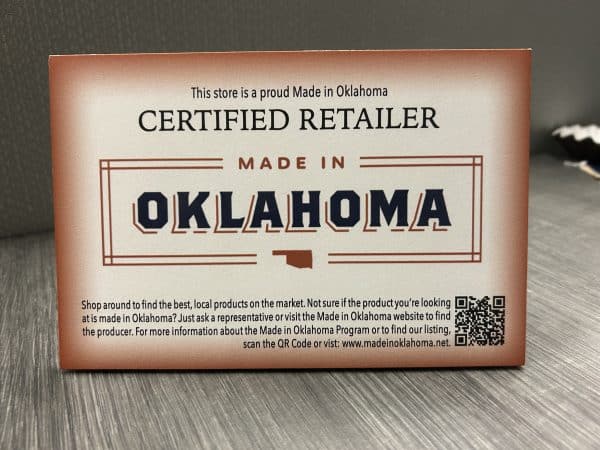 This store is a proud Made in Oklahoma
CERTIFIED RETAILER
MADE IN
OKLAHOMA
Shop around to find the best, local products on the market. Not sure if the product you're looking
at is made in Oklahoma? Just ask a representative or visit the Made in Oklahoma website to find
the producer. For more information about the Made in Oklahoma Program or to find our listing,
scan the QR Code or vist: www.madeinoklahoma.net.